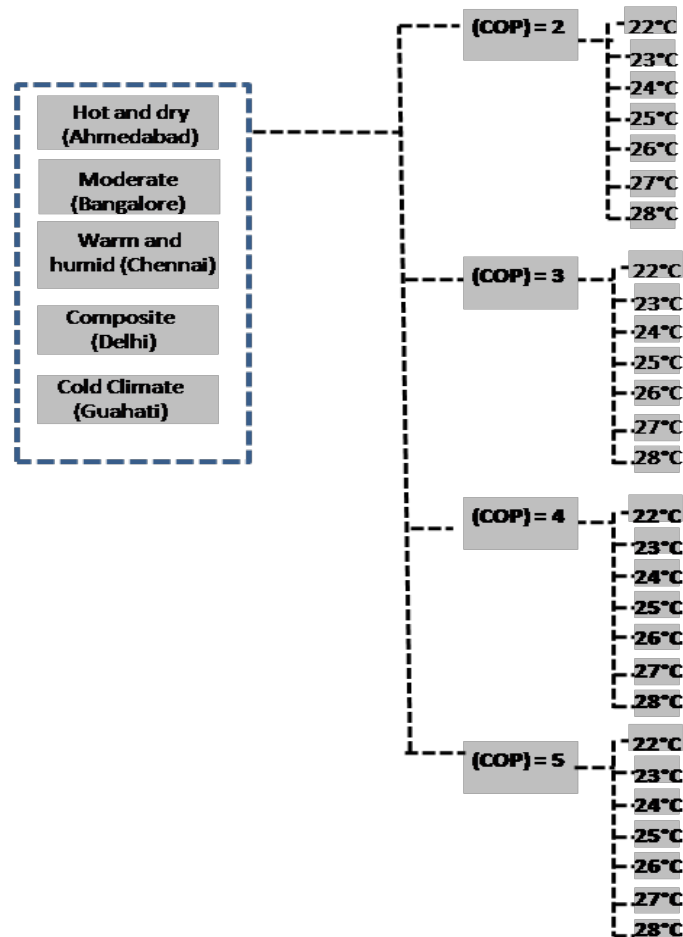 Hot and dry
(Ahmedabad)
Moderate
(Bangalore)
Warm and
humid (Chennai)
Composite
(Delhi)
Cold Climate
(Guahati)
(COP) = 2
22°C
23°C
24°C
25°C
26°C
27°C
28°C
(COP) = 3
22°C
23°C
24°C
25°C
26°C
27°C
28°C
(COP) = 4
22°C
23°C
24°C
25°C
26°C
27°C
28°C
(COP) = 5
22°C
23°C
24°C
25°C
26°C
27°C
28°C